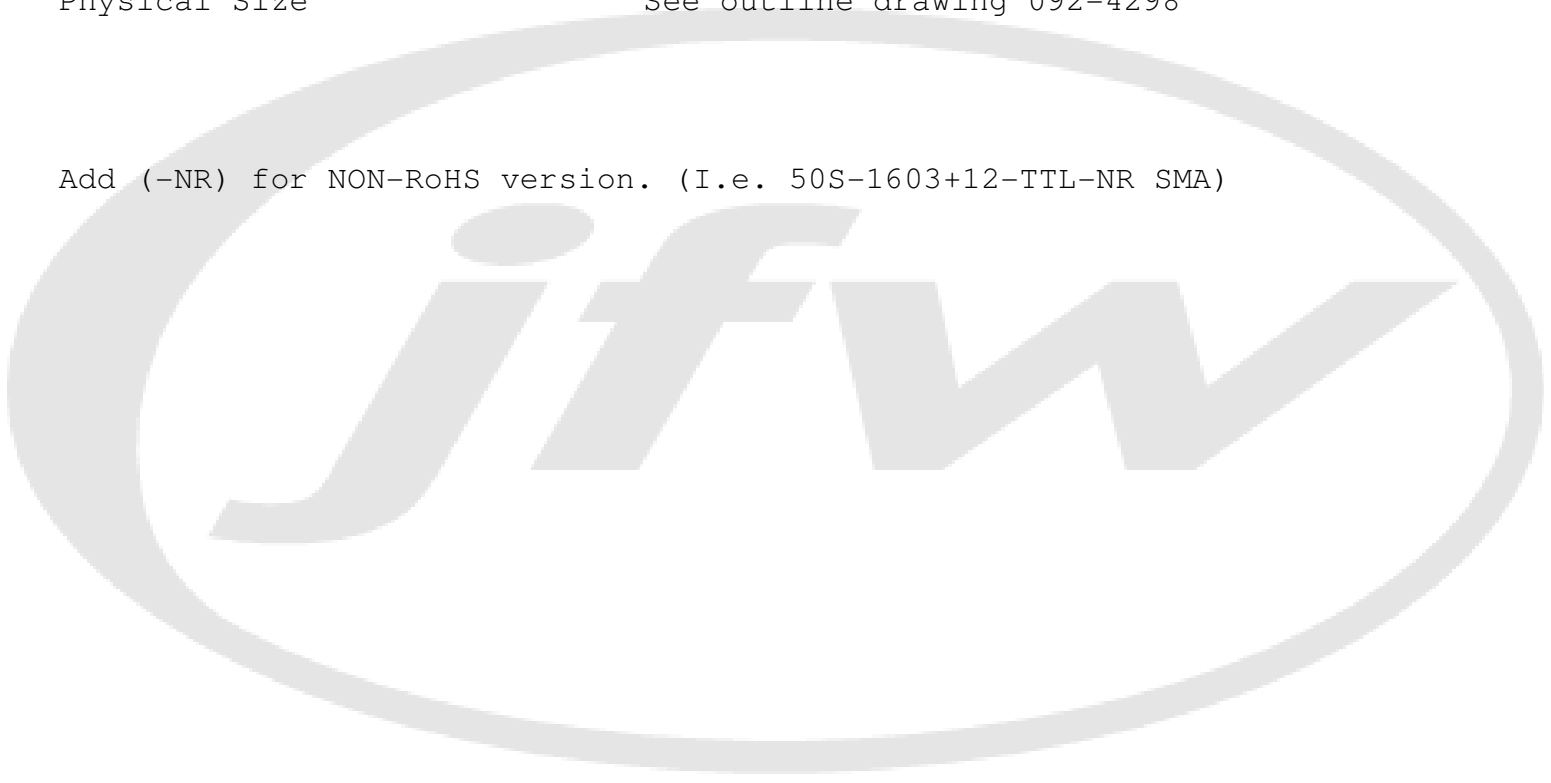 Physical Size See outline drawing 092-4298
Add (-NR) for NON-RoHS version. (I.e. 50S-1603+12-TTL-NR SMA)
jfw